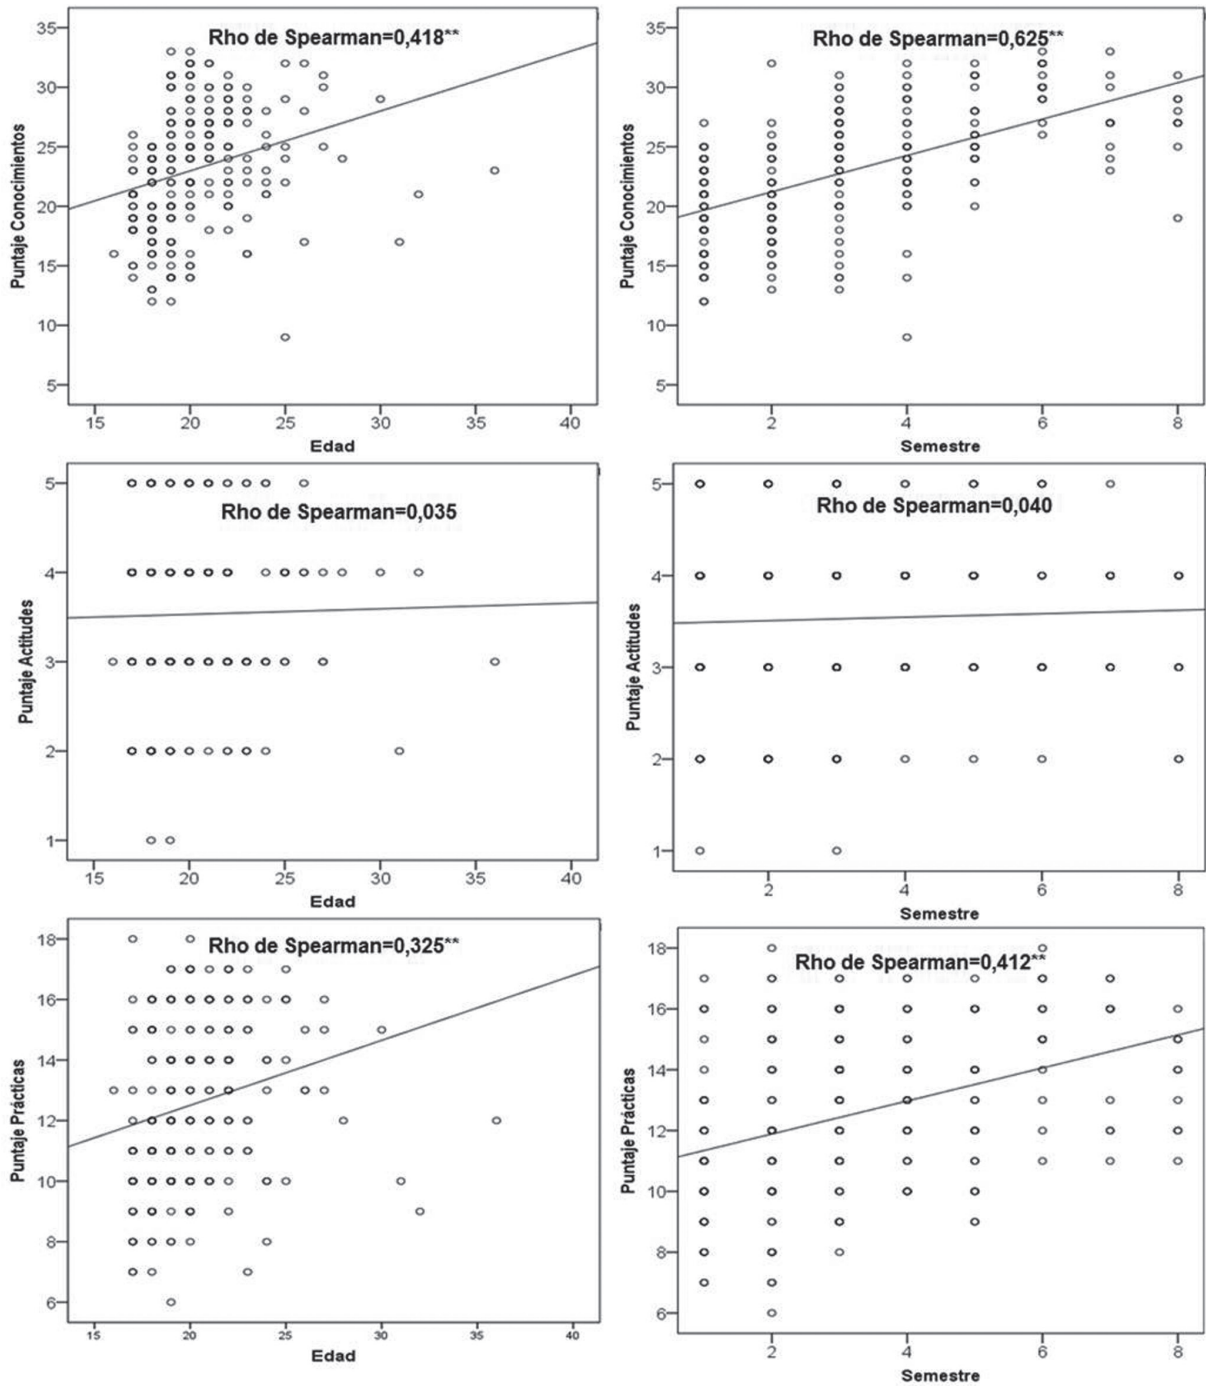 Rho de Spearman=0,418**
Puntaje Conocimientos
35
30
25
20
15
10
5
15 20 25 30 35 40
Edad
Rho de Spearman=0,625**
Puntaje Conocimientos
35
30
25
20
15
10
5
2 4 6 8
Semestre
Rho de Spearman=0,035
Puntaje Actitudes
5
4
3
2
1
15 20 25 30 35 40
Edad
Rho de Spearman=0,040
Puntaje Actitudes
5
4
3
2
1
2 4 6 8
Semestre
Rho de Spearman=0,325**
Puntaje Prácticas
18
16
14
12
10
8
6
15 20 25 30 35 40
Edad
Rho de Spearman=0,412**
Puntaje Prácticas
18
16
14
12
10
8
6
2 4 6 8
Semestre